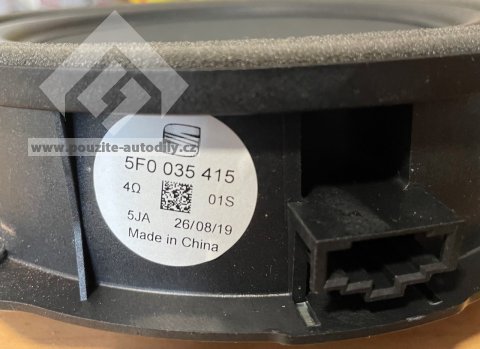 www.pouzite-autodily.cz
5F0 035 415
4Ω 01S
5JA 26/08/19
Made in China